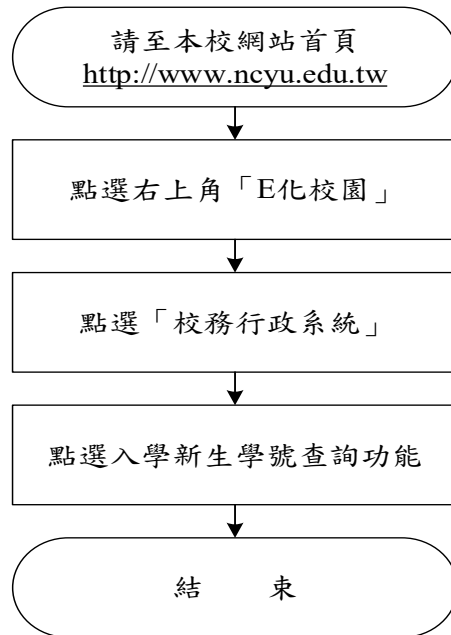 請至本校網站首頁
http://www.ncyu.edu.tw
點選右上角「E化校園」
點選「校務行政系統」
點選入學新生學號查詢功能
結　　束